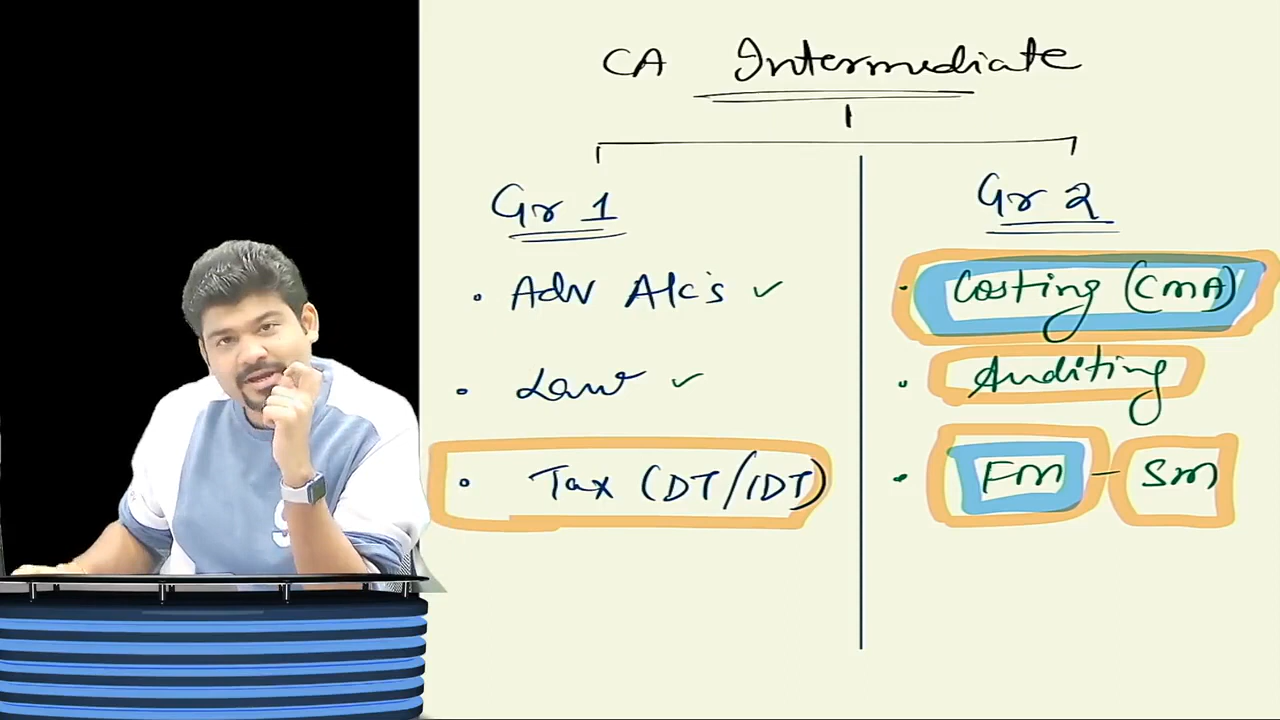 CA Intermediate
Gr 1
• Adv A/c's ✓
• Law ✓
• Tax (DT/IDT)
Gr 2
• Costing (CMA)
• Auditing
• FM - SM